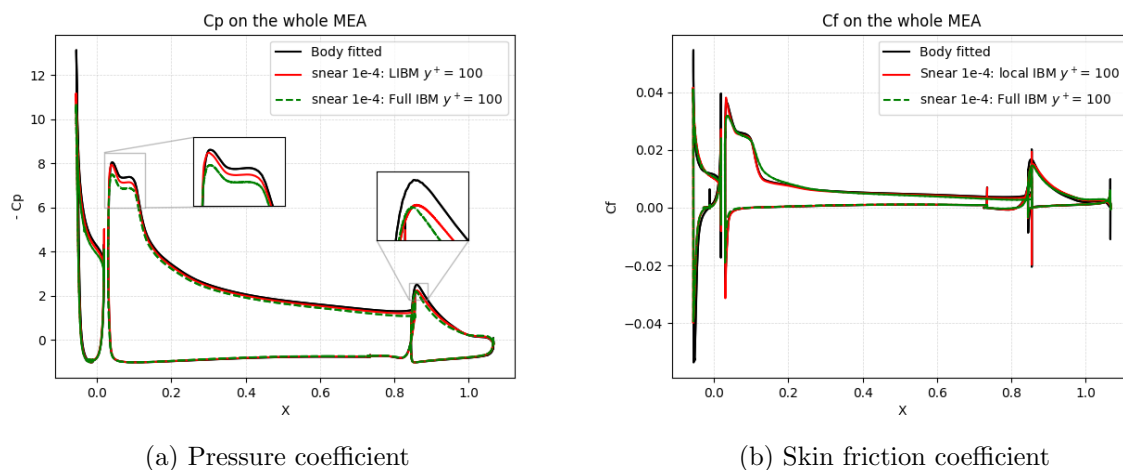 Cp on the whole MEA
Body fitted
snear 1e-4: LIBM y⁺ = 100
snear 1e-4: Full IBM y⁺ = 100
12
10
8
6
4
2
0
- Cp
0.0 0.2 0.4 0.6 0.8 1.0
X
(a) Pressure coefficient
Cf on the whole MEA
Body fitted
Snear 1e-4: local IBM y⁺ = 100
snear 1e-4: Full IBM y⁺ = 100
0.04
0.02
0.00
−0.02
−0.04
Cf
0.0 0.2 0.4 0.6 0.8 1.0
X
(b) Skin friction coefficient